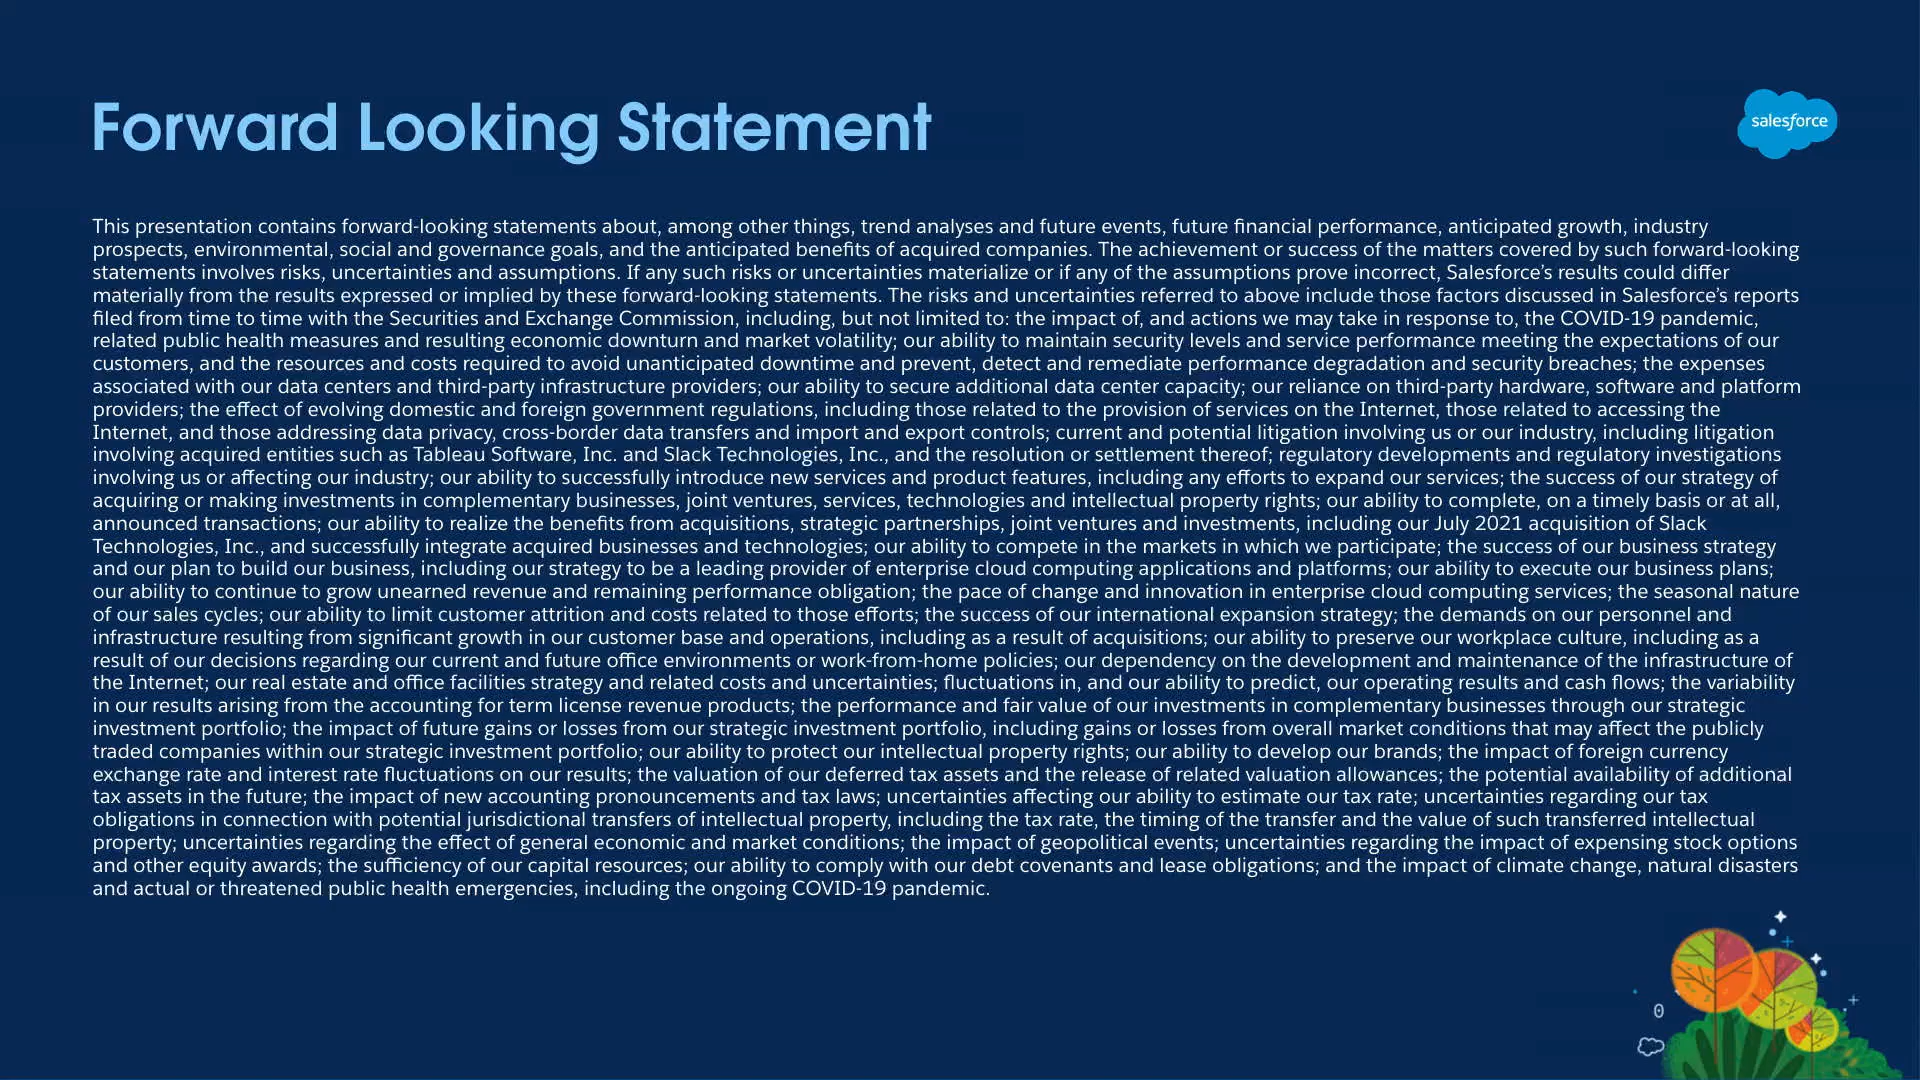 Forward Looking Statement
salesforce
This presentation contains forward-looking statements about, among other things, trend analyses and future events, future financial performance, anticipated growth, industry
prospects, environmental, social and governance goals, and the anticipated benefits of acquired companies. The achievement or success of the matters covered by such forward-looking
statements involves risks, uncertainties and assumptions. If any such risks or uncertainties materialize or if any of the assumptions prove incorrect, Salesforce’s results could differ
materially from the results expressed or implied by these forward-looking statements. The risks and uncertainties referred to above include those factors discussed in Salesforce’s reports
filed from time to time with the Securities and Exchange Commission, including, but not limited to: the impact of, and actions we may take in response to, the COVID-19 pandemic,
related public health measures and resulting economic downturn and market volatility; our ability to maintain security levels and service performance meeting the expectations of our
customers, and the resources and costs required to avoid unanticipated downtime and prevent, detect and remediate performance degradation and security breaches; the expenses
associated with our data centers and third-party infrastructure providers; our ability to secure additional data center capacity; our reliance on third-party hardware, software and platform
providers; the effect of evolving domestic and foreign government regulations, including those related to the provision of services on the Internet, those related to accessing the
Internet, and those addressing data privacy, cross-border data transfers and import and export controls; current and potential litigation involving us or our industry, including litigation
involving acquired entities such as Tableau Software, Inc. and Slack Technologies, Inc., and the resolution or settlement thereof; regulatory developments and regulatory investigations
involving us or affecting our industry; our ability to successfully introduce new services and product features, including any efforts to expand our services; the success of our strategy of
acquiring or making investments in complementary businesses, joint ventures, services, technologies and intellectual property rights; our ability to complete, on a timely basis or at all,
announced transactions; our ability to realize the benefits from acquisitions, strategic partnerships, joint ventures and investments, including our July 2021 acquisition of Slack
Technologies, Inc., and successfully integrate acquired businesses and technologies; our ability to compete in the markets in which we participate; the success of our business strategy
and our plan to build our business, including our strategy to be a leading provider of enterprise cloud computing applications and platforms; our ability to execute our business plans;
our ability to continue to grow unearned revenue and remaining performance obligation; the pace of change and innovation in enterprise cloud computing services; the seasonal nature
of our sales cycles; our ability to limit customer attrition and costs related to those efforts; the success of our international expansion strategy; the demands on our personnel and
infrastructure resulting from significant growth in our customer base and operations, including as a result of acquisitions; our ability to preserve our workplace culture, including as a
result of our decisions regarding our current and future office environments or work-from-home policies; our dependency on the development and maintenance of the infrastructure of
the Internet; our real estate and office facilities strategy and related costs and uncertainties; fluctuations in, and our ability to predict, our operating results and cash flows; the variability
in our results arising from the accounting for term license revenue products; the performance and fair value of our investments in complementary businesses through our strategic
investment portfolio; the impact of future gains or losses from our strategic investment portfolio, including gains or losses from overall market conditions that may affect the publicly
traded companies within our strategic investment portfolio; our ability to protect our intellectual property rights; our ability to develop our brands; the impact of foreign currency
exchange rate and interest rate fluctuations on our results; the valuation of our deferred tax assets and the release of related valuation allowances; the potential availability of additional
tax assets in the future; the impact of new accounting pronouncements and tax laws; uncertainties affecting our ability to estimate our tax rate; uncertainties regarding our tax
obligations in connection with potential jurisdictional transfers of intellectual property, including the tax rate, the timing of the transfer and the value of such transferred intellectual
property; uncertainties regarding the effect of general economic and market conditions; the impact of geopolitical events; uncertainties regarding the impact of expensing stock options
and other equity awards; the sufficiency of our capital resources; our ability to comply with our debt covenants and lease obligations; and the impact of climate change, natural disasters
and actual or threatened public health emergencies, including the ongoing COVID-19 pandemic.
0